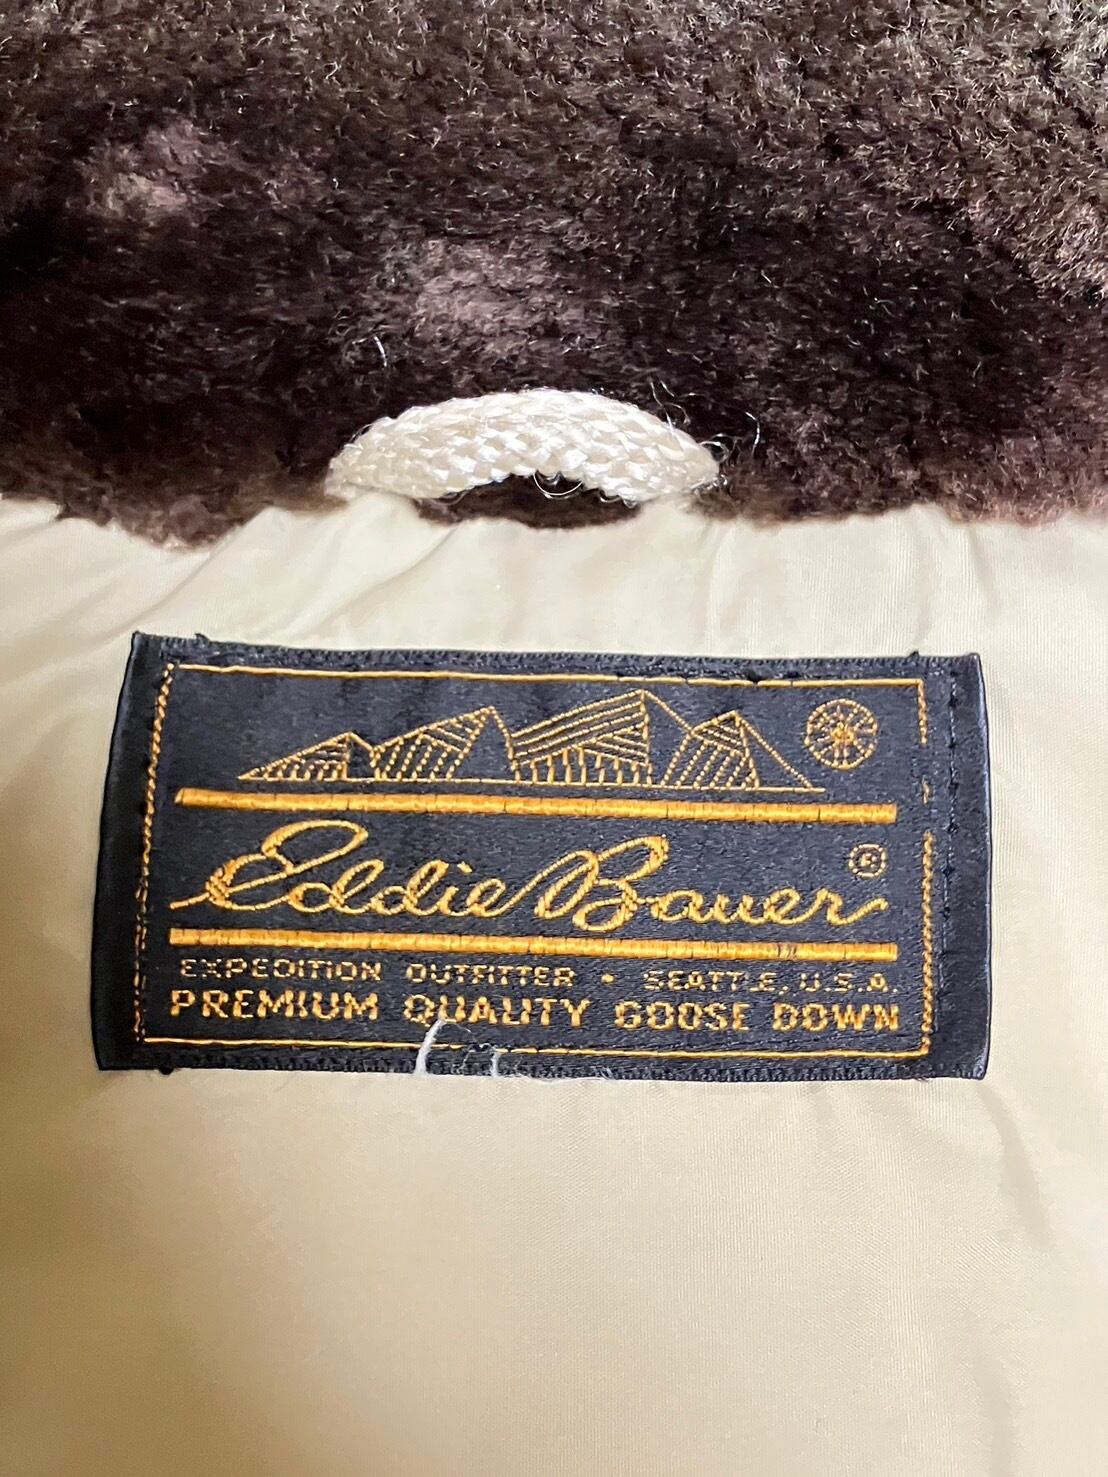 Eddie Bauer ®
EXPEDITION OUTFITTER • SEATTLE, U.S.A.
PREMIUM QUALITY GOOSE DOWN